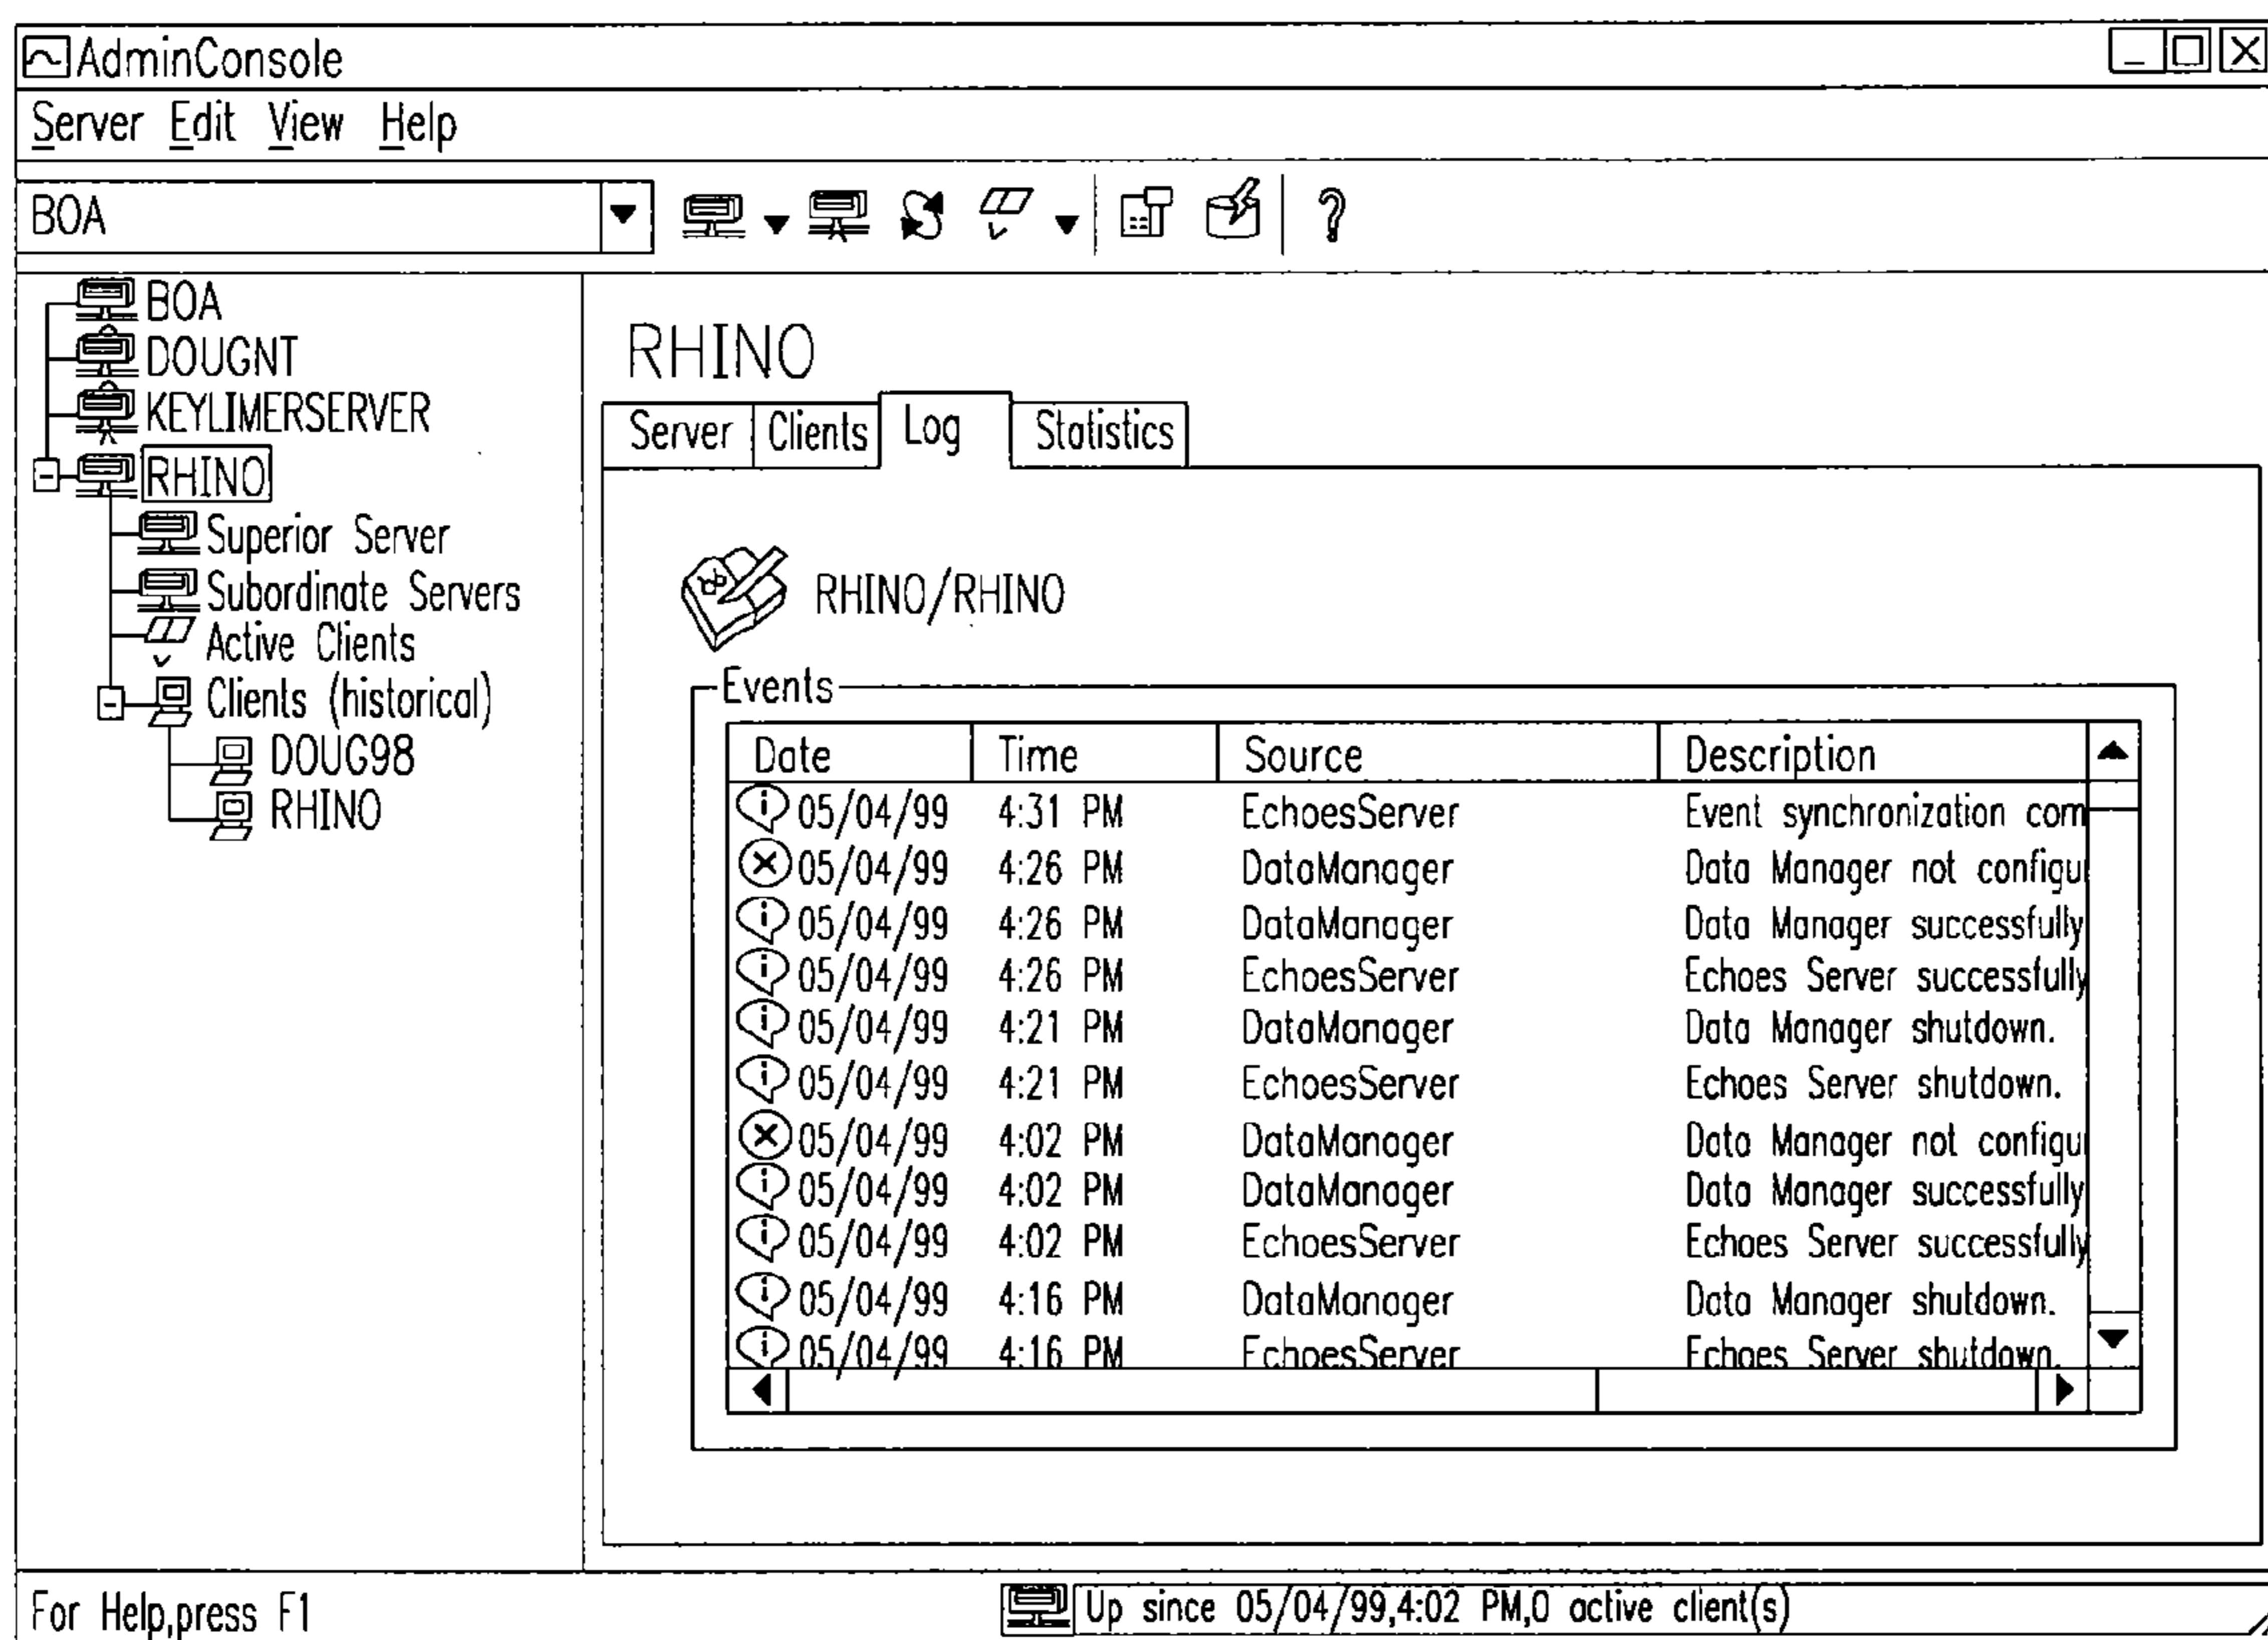 AdminConsole
Server Edit View Help
BOA
BOA
DOUGNT
KEYLIMERSERVER
RHINO
Superior Server
Subordinate Servers
Active Clients
Clients (historical)
DOUG98
RHINO
RHINO
Server Clients Log Statistics
RHINO/RHINO
Events
Date Time Source Description
05/04/99 4:31 PM EchoesServer Event synchronization com
05/04/99 4:26 PM DataManager Data Manager not configu
05/04/99 4:26 PM DataManager Data Manager successfully
05/04/99 4:26 PM EchoesServer Echoes Server successfully
05/04/99 4:21 PM DataManager Data Manager shutdown.
05/04/99 4:21 PM EchoesServer Echoes Server shutdown.
05/04/99 4:02 PM DataManager Data Manager not configu
05/04/99 4:02 PM DataManager Data Manager successfully
05/04/99 4:02 PM EchoesServer Echoes Server successfully
05/04/99 4:16 PM DataManager Data Manager shutdown.
05/04/99 4:16 PM EchoesServer Echoes Server shutdown.
For Help,press F1
Up since 05/04/99,4:02 PM,0 active client(s)